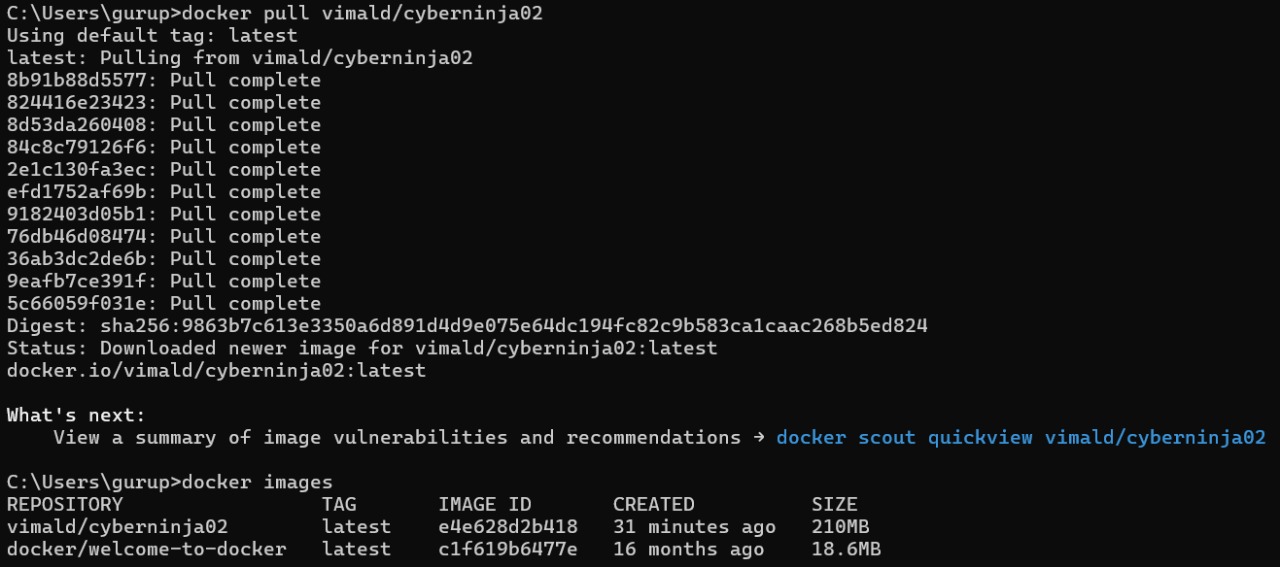 C:\Users\gurup>docker pull vimald/cyberninja02
Using default tag: latest
latest: Pulling from vimald/cyberninja02
8b91b88d5577: Pull complete
824416e23423: Pull complete
8d53da260408: Pull complete
84c8c79126f6: Pull complete
2e1c130fa3ec: Pull complete
efd1752af69b: Pull complete
9182403d05b1: Pull complete
76db46d08474: Pull complete
36ab3dc2de6b: Pull complete
9eafb7ce391f: Pull complete
5c66059f031e: Pull complete
Digest: sha256:9863b7c613e3350a6d891d4d9e075e64dc194fc82c9b583ca1caac268b5ed824
Status: Downloaded newer image for vimald/cyberninja02:latest
docker.io/vimald/cyberninja02:latest

What's next:
    View a summary of image vulnerabilities and recommendations → docker scout quickview vimald/cyberninja02

C:\Users\gurup>docker images
REPOSITORY                 TAG       IMAGE ID       CREATED          SIZE
vimald/cyberninja02        latest    e4e628d2b418   31 minutes ago   210MB
docker/welcome-to-docker   latest    c1f619b6477e   16 months ago    18.6MB